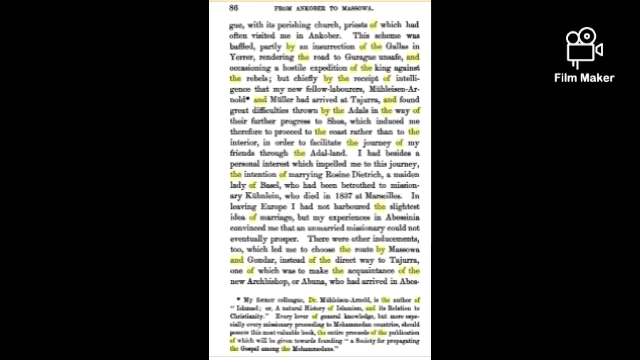 86 FROM ANKOBER TO MASSOWA.
gue, with its perishing church, priests of which had
often visited me in Ankober. This scheme was
baffled, partly by an insurrection of the Gallas in
Yerrer, rendering the road to Gurague unsafe, and
occasioning a hostile expedition of the king against
the rebels; but chiefly by the receipt of intelli-
gence that my new fellow-labourers, Mühleisen-Ar-
nold* and Müller had arrived at Tajurra, and found
great difficulties thrown by the Adals in the way of
their further progress to Shoa, which induced me
therefore to proceed to the coast rather than to the
interior, in order to facilitate the journey of my
friends through the Adal-land. I had besides a
personal interest which impelled me to this journey,
the intention of marrying Rosine Dietrich, a maiden
lady of Basel, who had been betrothed to mission-
ary Kühnlein, who died in 1837 at Marseilles. In
leaving Europe I had not harboured the slightest
idea of marriage, but my experiences in Abessinia
convinced me that an unmarried missionary could not
eventually prosper. There were other inducements,
too, which led me to choose the route by Massowa
and Gondar, instead of the direct way to Tajurra,
one of which was to make the acquaintance of the
new Archbishop, or Abuna, who had arrived in Abes-
* My former colleague, Dr. Mühleisen-Arnold, is the author of
"Ishmael; or, A natural History of Islamism, and its Relation to
Christianity." Every lover of general knowledge, but more espe-
cially every missionary proceeding to Mohammedan countries, should
possess this most valuable book, the entire proceeds of the publication
of which will be given towards founding "a Society for propagating
the Gospel among the Mohammedans."
Film Maker